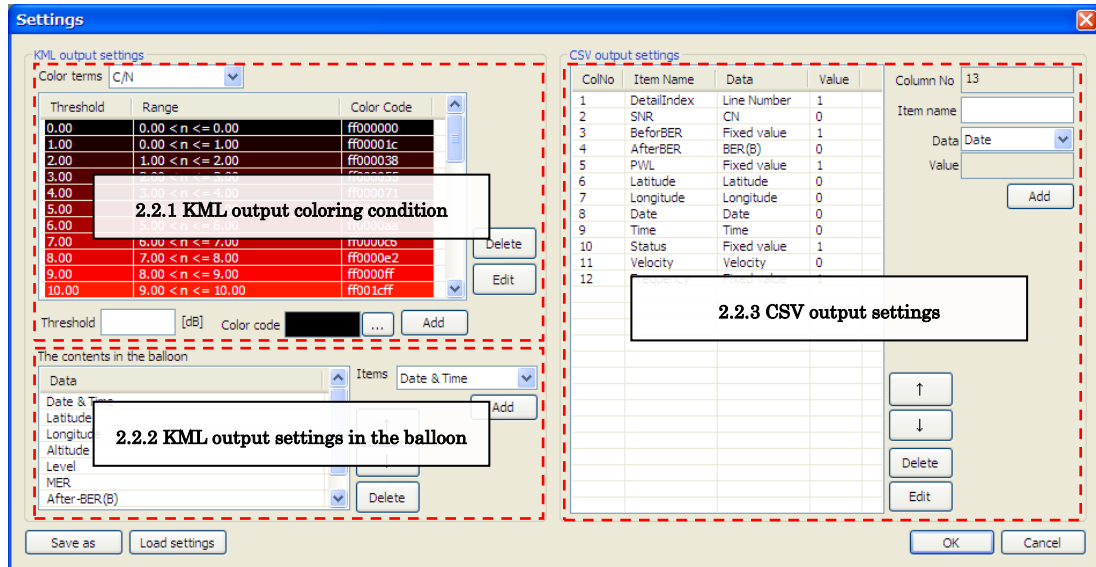 Settings
KML output settings
Color terms C/N
Threshold Range Color Code
0.00 0.00 < n <= 0.00 ff000000
1.00 0.00 < n <= 1.00 ff00001c
2.00 1.00 < n <= 2.00 ff000038
3.00
4.00
5.00
6.00
7.00 6.00 < n <= 7.00 ff0000c6
8.00 7.00 < n <= 8.00 ff0000e2
9.00 8.00 < n <= 9.00 ff0000ff
10.00 9.00 < n <= 10.00 ff001cff
2.2.1 KML output coloring condition
Delete
Edit
Threshold [dB] Color code ... Add
The contents in the balloon
Data
Date & Time
Latitude
Longitude
Altitude
Level
MER
After-BER(B)
Items Date & Time
Add
↓
Delete
2.2.2 KML output settings in the balloon
CSV output settings
ColNo Item Name Data Value
1 DetailIndex Line Number 1
2 SNR CN 0
3 BeforBER Fixed value 1
4 AfterBER BER(B) 0
5 PWL Fixed value 1
6 Latitude Latitude 0
7 Longitude Longitude 0
8 Date Date 0
9 Time Time 0
10 Status Fixed value 1
11 Velocity Velocity 0
12 Frequency Fixed value 1
2.2.3 CSV output settings
Column No 13
Item name
Data Date
Value
Add
↑
↓
Delete
Edit
Save as Load settings
OK Cancel